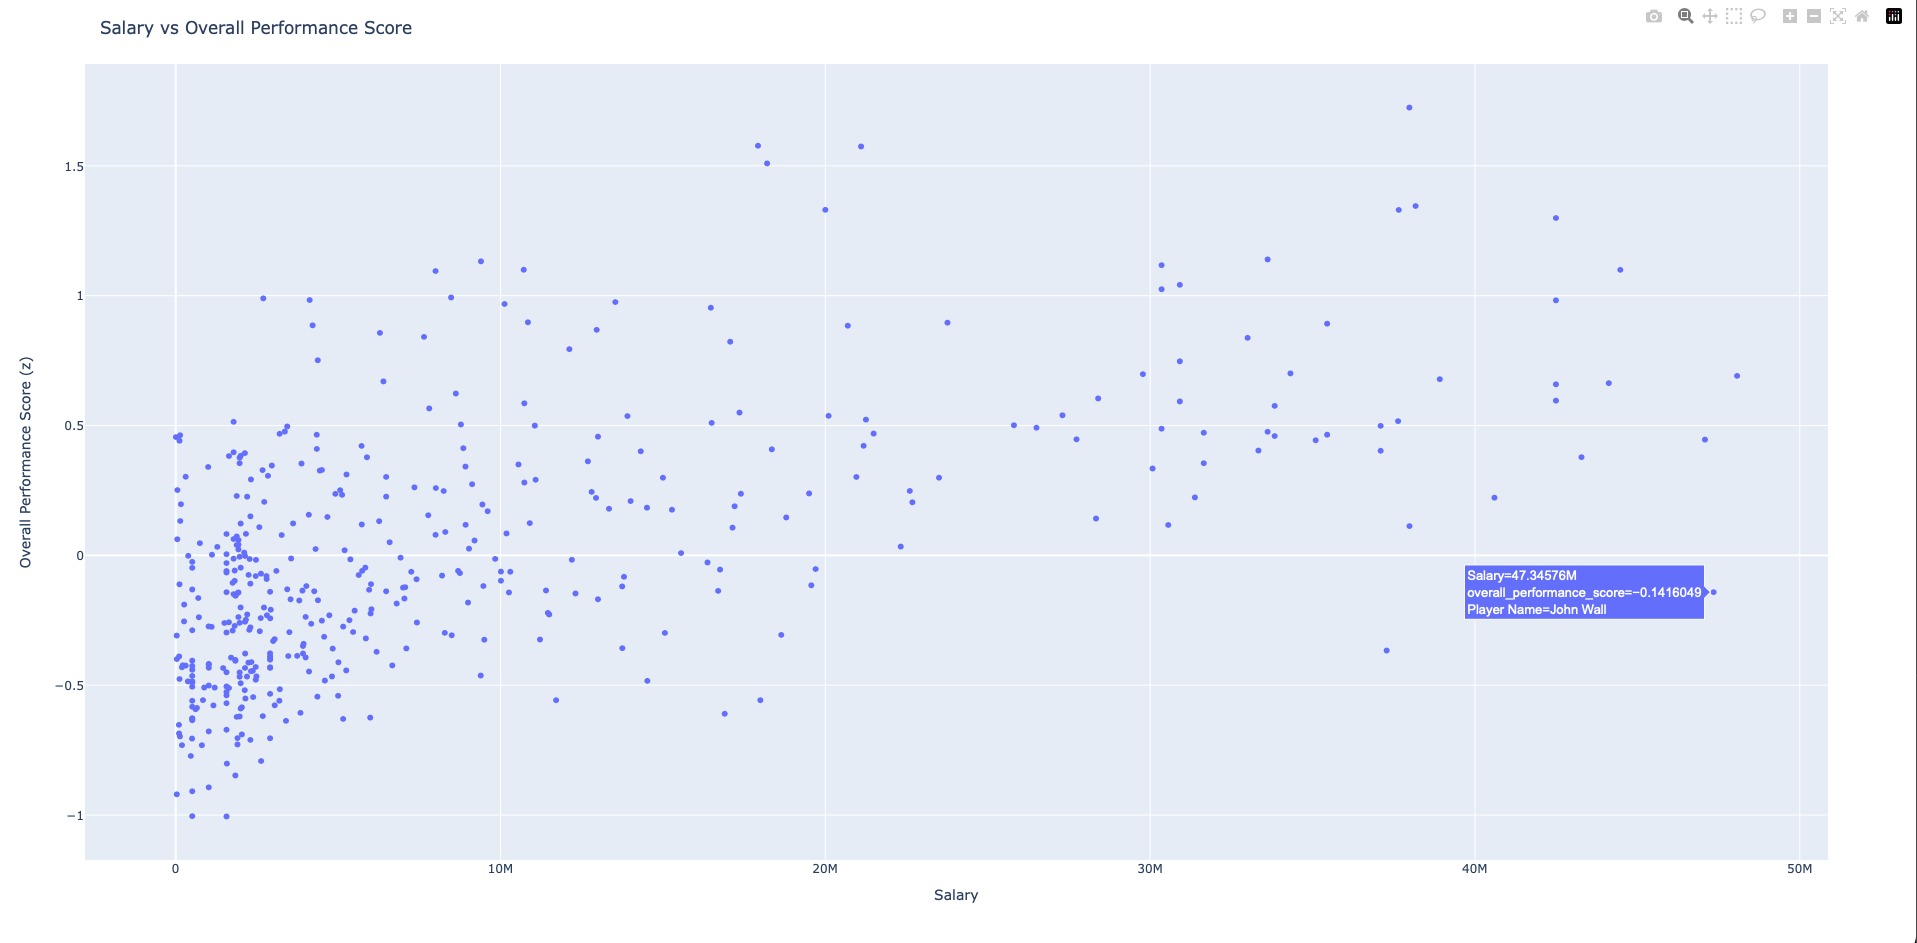 Salary vs Overall Performance Score
Overall Performance Score (z)
1.5
1
0.5
0
−0.5
−1
Salary=47.34576M
overall_performance_score=−0.1416049
Player Name=John Wall
0 10M 20M 30M 40M 50M
Salary